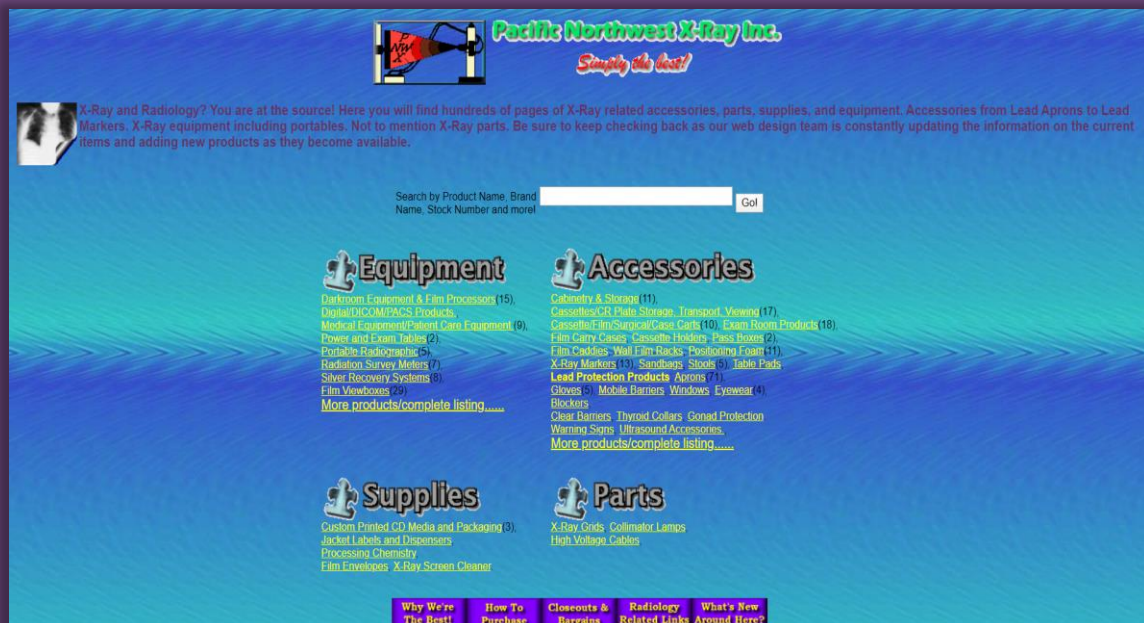 PNWX
Pacific Northwest X-Ray Inc.
Simply the best!
X-Ray and Radiology? You are at the source! Here you will find hundreds of pages of X-Ray related accessories, parts, supplies, and equipment. Accessories from Lead Aprons to Lead
Markers. X-Ray equipment including portables. Not to mention X-Ray parts. Be sure to keep checking back as our web design team is constantly updating the information on the current
items and adding new products as they become available.
Search by Product Name, Brand
Name, Stock Number and more!
Go!
Equipment
Darkroom Equipment & Film Processors(15),
Digital/DICOM/PACS Products,
Medical Equipment/Patient Care Equipment (9),
Power and Exam Tables(2),
Portable Radiographic(5),
Radiation Survey Meters(7),
Silver Recovery Systems(8),
Film Viewboxes(29)
More products/complete listing......
Accessories
Cabinetry & Storage(11),
Cassettes/CR Plate Storage, Transport, Viewing(17),
Cassette/Film/Surgical/Case Carts(10), Exam Room Products(18),
Film Carry Cases, Cassette Holders, Pass Boxes(2),
Film Caddies, Wall Film Racks, Positioning Foam(11),
X-Ray Markers(13), Sandbags, Stools(5), Table Pads
Lead Protection Products, Aprons(71),
Gloves(5), Mobile Barriers, Windows, Eyewear(4),
Blockers,
Clear Barriers, Thyroid Collars, Gonad Protection
Warning Signs, Ultrasound Accessories,
More products/complete listing......
Supplies
Custom Printed CD Media and Packaging(3),
Jacket Labels and Dispensers,
Processing Chemistry,
Film Envelopes, X-Ray Screen Cleaner
Parts
X-Ray Grids, Collimator Lamps,
High Voltage Cables,
Why We're
The Best!
How To
Purchase
Closeouts &
Bargains
Radiology
Related Links
What's New
Around Here?